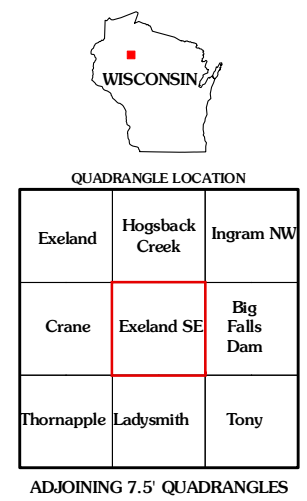 WISCONSIN
QUADRANGLE LOCATION
Exeland
Hogsback
Creek
Ingram NW
Crane
Exeland SE
Big
Falls
Dam
Thornapple
Ladysmith
Tony
ADJOINING 7.5' QUADRANGLES